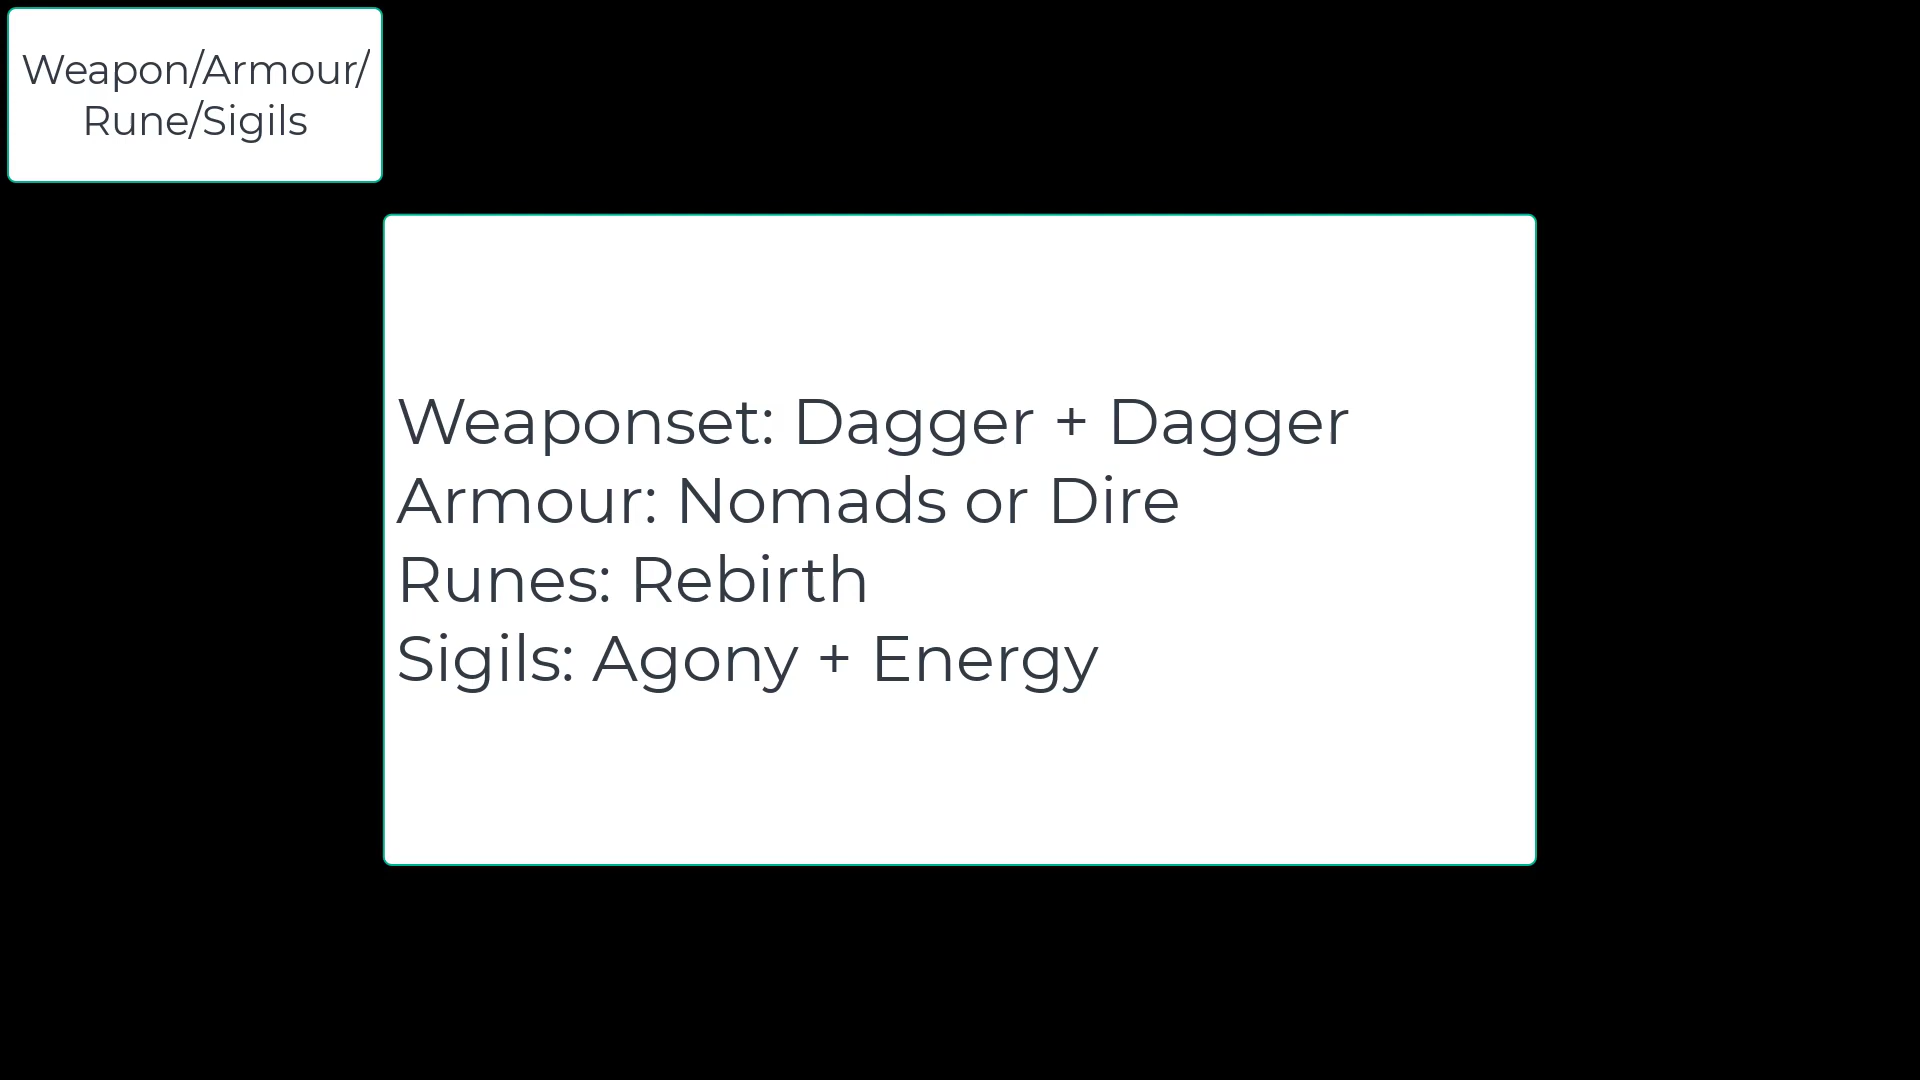 Weapon/Armour/
Rune/Sigils
Weaponset: Dagger + Dagger
Armour: Nomads or Dire
Runes: Rebirth
Sigils: Agony + Energy